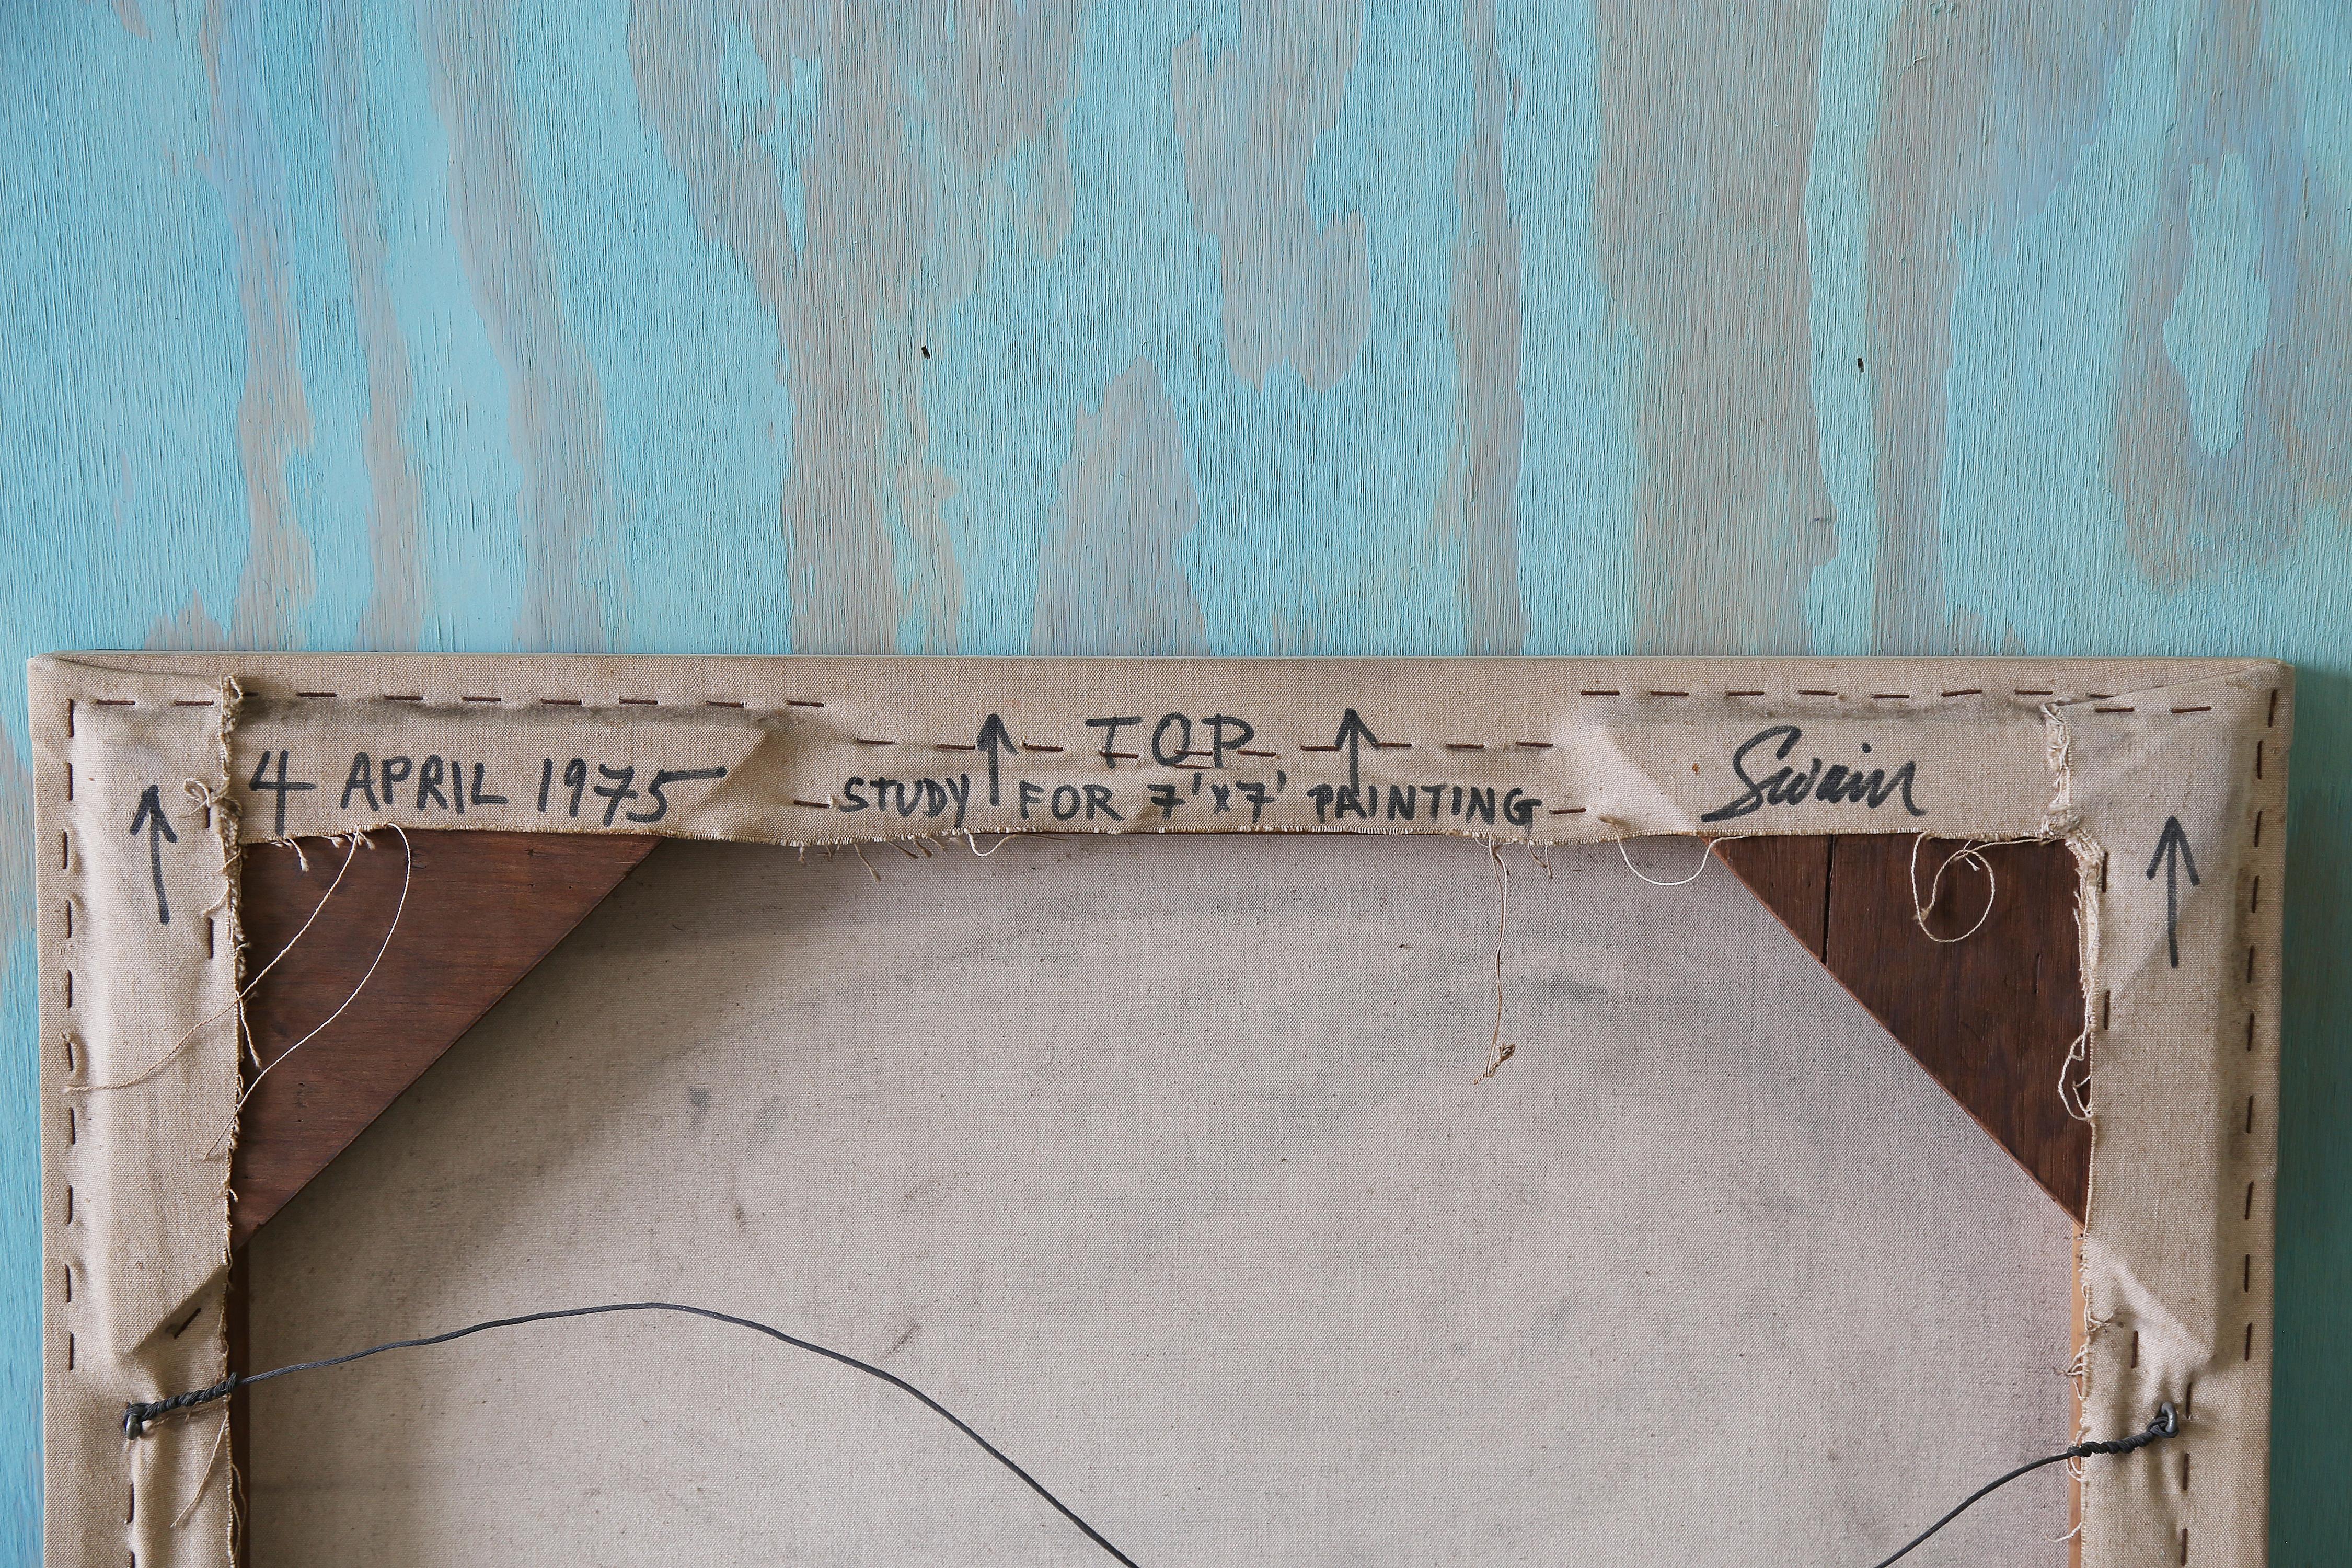 TOP
4 APRIL 1975
STUDY FOR 7'x7' PAINTING
Swain